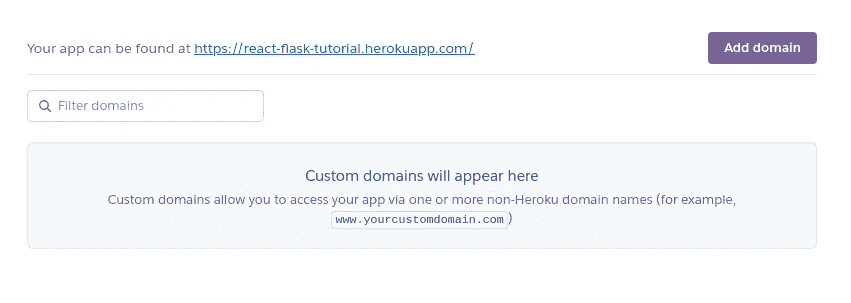 Your app can be found at https://react-flask-tutorial.herokuapp.com/
Add domain
Filter domains
Custom domains will appear here
Custom domains allow you to access your app via one or more non-Heroku domain names (for example,
www.yourcustomdomain.com)